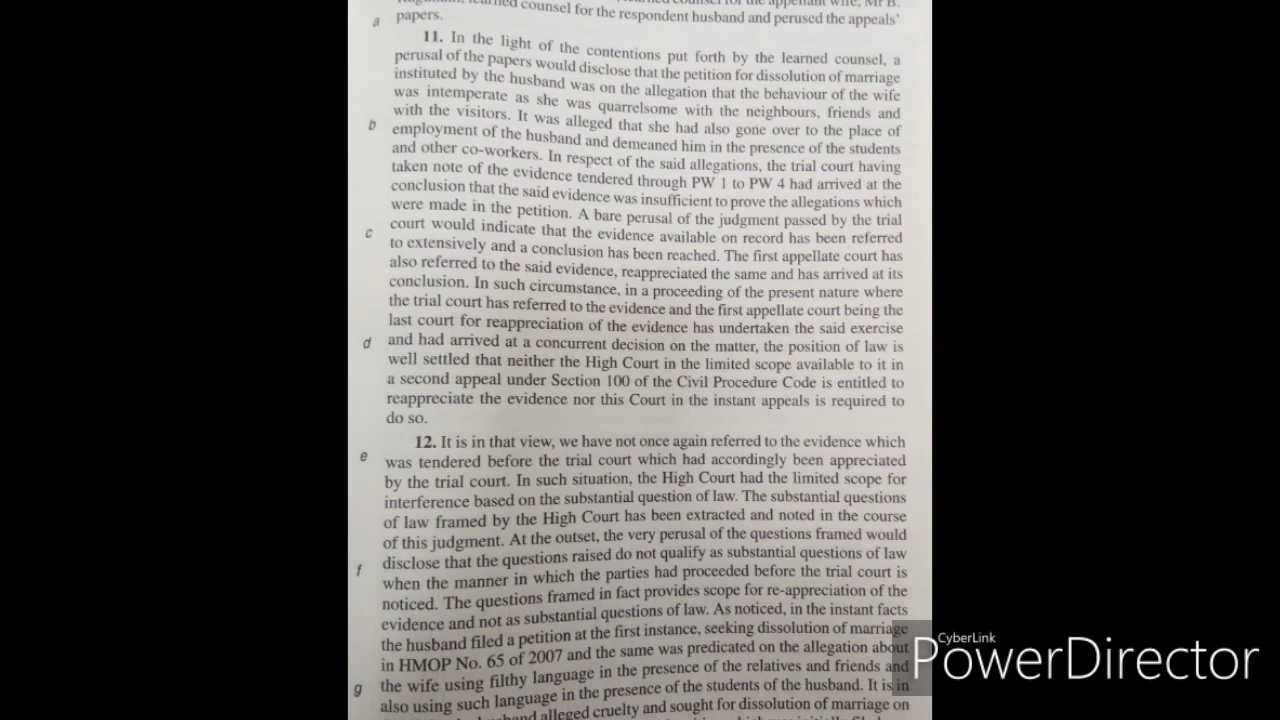 counsel for the respondent husband and perused the appeals'
a papers.
11. In the light of the contentions put forth by the learned counsel, a
perusal of the papers would disclose that the petition for dissolution of marriage
instituted by the husband was on the allegation that the behaviour of the wife
was intemperate as she was quarrelsome with the neighbours, friends and
with the visitors. It was alleged that she had also gone over to the place of
b employment of the husband and demeaned him in the presence of the students
and other co-workers. In respect of the said allegations, the trial court having
taken note of the evidence tendered through PW 1 to PW 4 had arrived at the
conclusion that the said evidence was insufficient to prove the allegations which
were made in the petition. A bare perusal of the judgment passed by the trial
c court would indicate that the evidence available on record has been referred
to extensively and a conclusion has been reached. The first appellate court has
also referred to the said evidence, reappreciated the same and has arrived at its
conclusion. In such circumstance, in a proceeding of the present nature where
the trial court has referred to the evidence and the first appellate court being the
last court for reappreciation of the evidence has undertaken the said exercise
d and had arrived at a concurrent decision on the matter, the position of law is
well settled that neither the High Court in the limited scope available to it in
a second appeal under Section 100 of the Civil Procedure Code is entitled to
reappreciate the evidence nor this Court in the instant appeals is required to
do so.
12. It is in that view, we have not once again referred to the evidence which
e was tendered before the trial court which had accordingly been appreciated
by the trial court. In such situation, the High Court had the limited scope for
interference based on the substantial question of law. The substantial questions
of law framed by the High Court has been extracted and noted in the course
of this judgment. At the outset, the very perusal of the questions framed would
f disclose that the questions raised do not qualify as substantial questions of law
when the manner in which the parties had proceeded before the trial court is
noticed. The questions framed in fact provides scope for re-appreciation of the
evidence and not as substantial questions of law. As noticed, in the instant facts
the husband filed a petition at the first instance, seeking dissolution of marriage
in HMOP No. 65 of 2007 and the same was predicated on the allegation about
g the wife using filthy language in the presence of the relatives and friends and
also using such language in the presence of the students of the husband. It is in
alleged cruelty and sought for dissolution of marriage on
CyberLink
PowerDirector